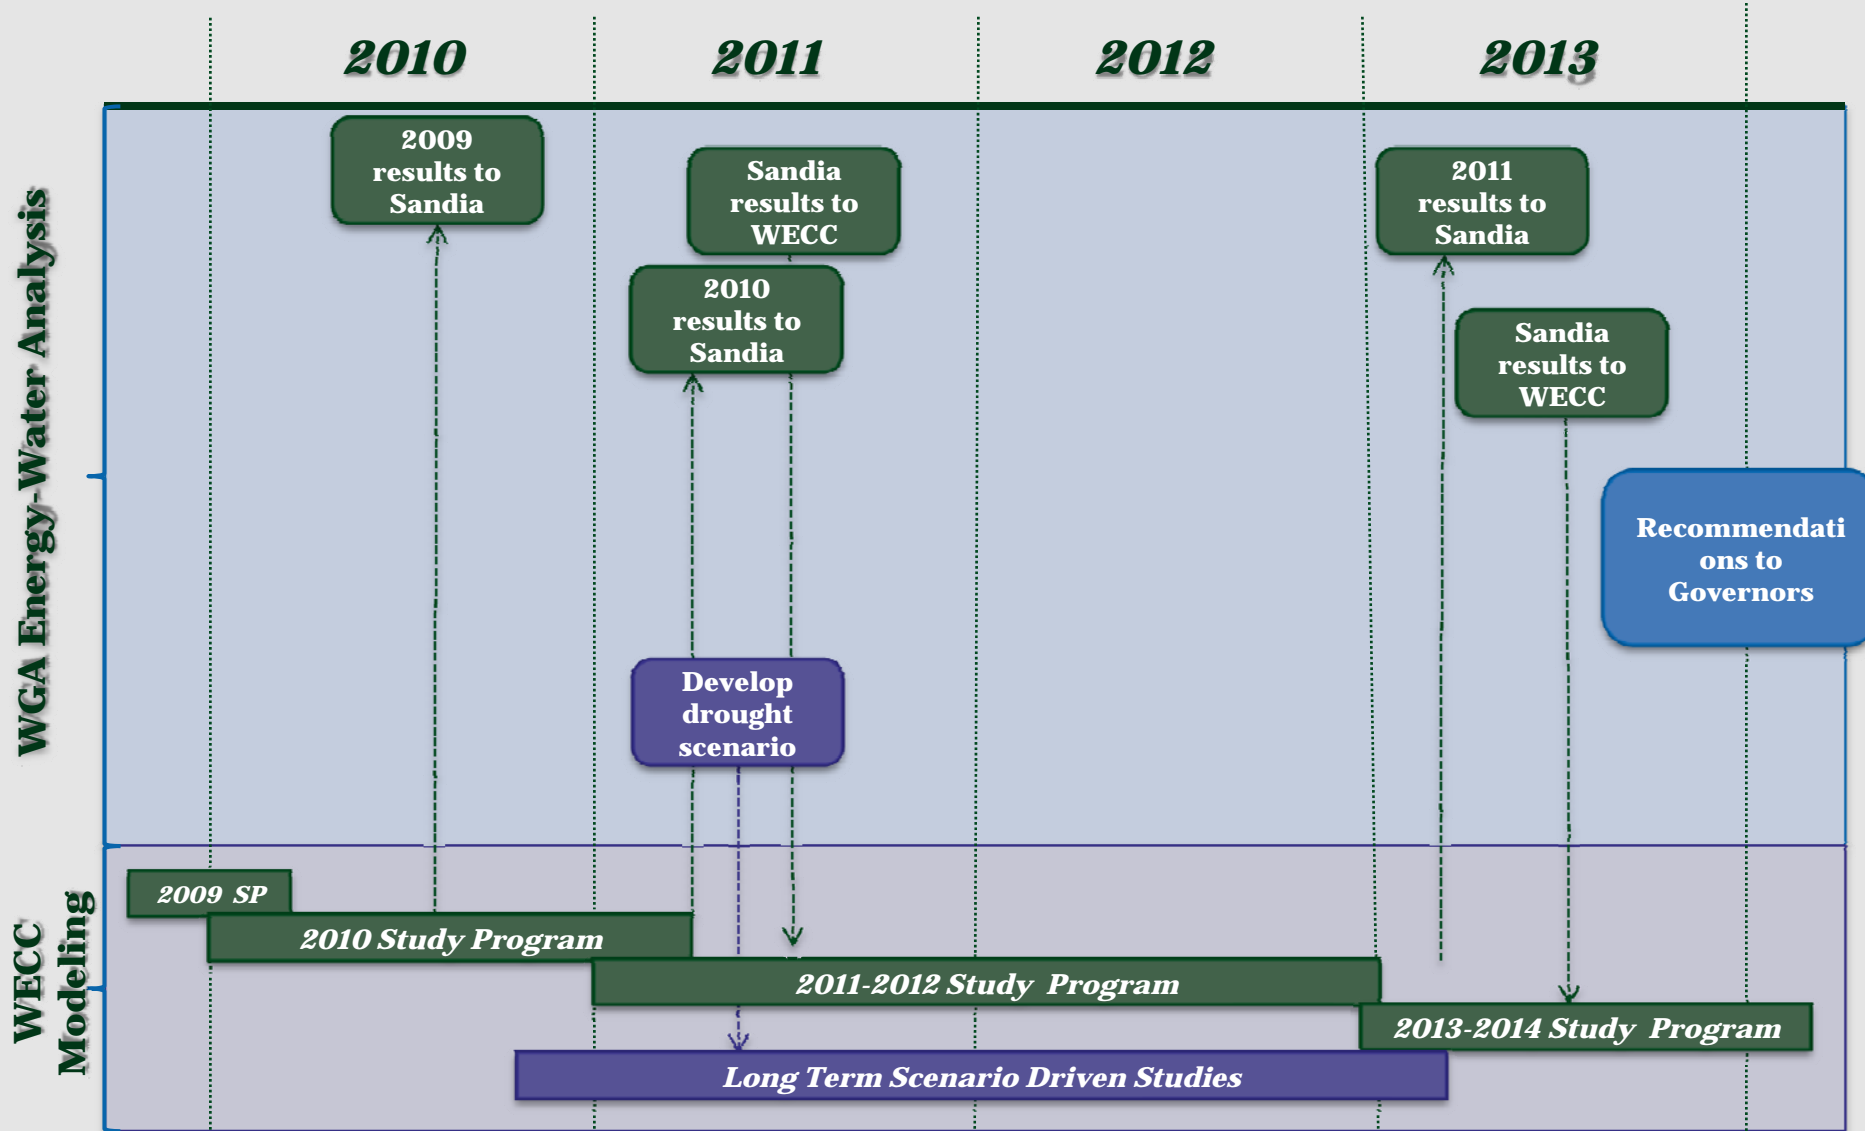 2010
2011
2012
2013
WGA Energy-Water Analysis
2009
results to
Sandia
Sandia
results to
WECC
2010
results to
Sandia
2011
results to
Sandia
Sandia
results to
WECC
Recommendati
ons to
Governors
Develop
drought
scenario
WECC
Modeling
2009 SP
2010 Study Program
2011-2012 Study Program
2013-2014 Study Program
Long Term Scenario Driven Studies